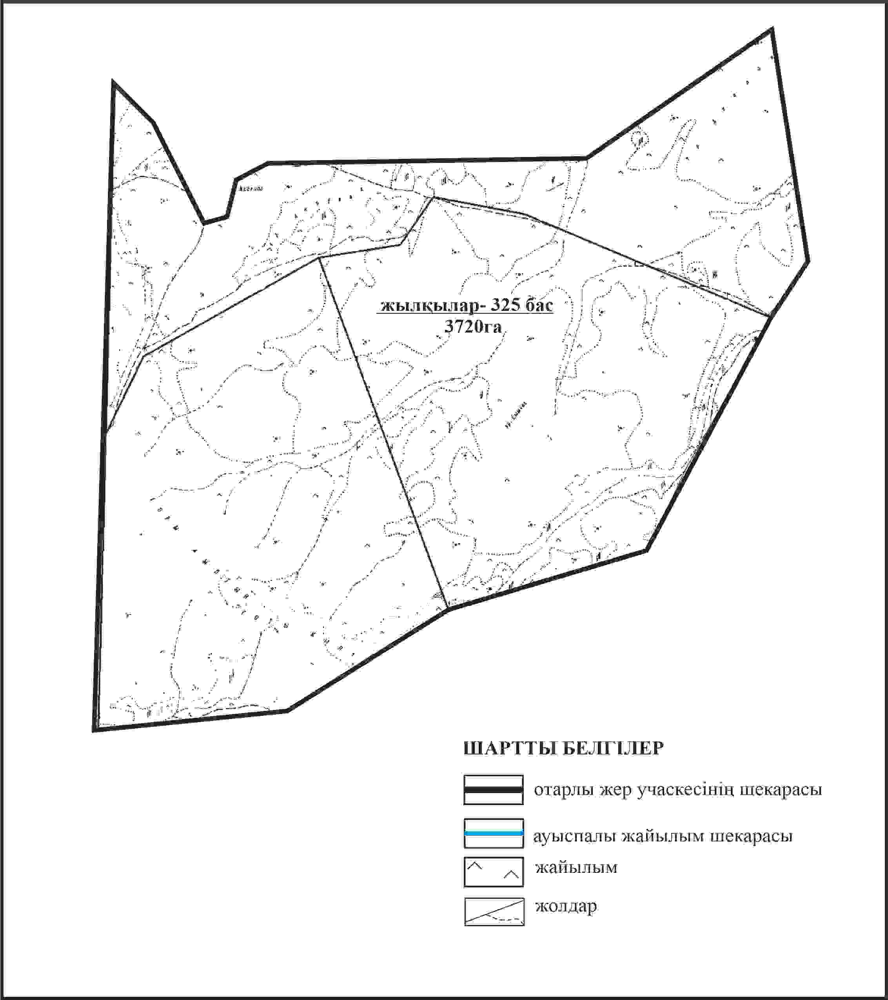 жылқылар- 325 бас
3720га
ШАРТТЫ БЕЛГІЛЕР
отарлы жер учаскесінің шекарасы
ауыспалы жайылым шекарасы
жайылым
жолдар